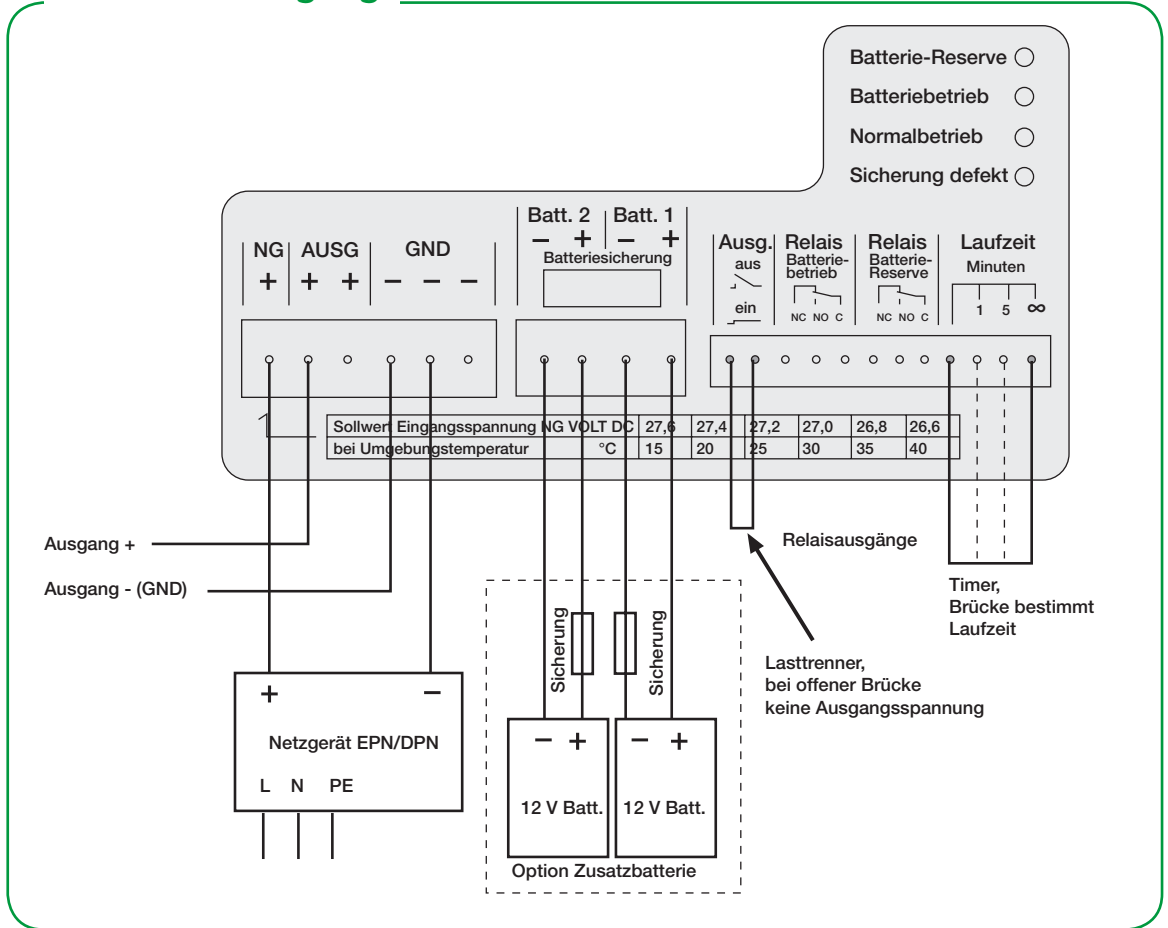 Batterie-Reserve
Batteriebetrieb
Normalbetrieb
Sicherung defekt
NG
+
AUSG
+ +
GND
− − −
Batt. 2
− +
Batt. 1
− +
Batteriesicherung
Ausg.
aus
ein
Relais
Batterie-
betrieb
NC NO C
Relais
Batterie-
Reserve
NC NO C
Laufzeit
Minuten
1 5 ∞
Sollwert Eingangsspannung NG VOLT DC 27,6 27,4 27,2 27,0 26,8 26,6
bei Umgebungstemperatur °C 15 20 25 30 35 40
Ausgang +
Ausgang - (GND)
Relaisausgänge
Timer,
Brücke bestimmt
Laufzeit
Lasttrenner,
bei offener Brücke
keine Ausgangsspannung
Sicherung
Sicherung
+ −
Netzgerät EPN/DPN
L N PE
− +
12 V Batt.
− +
12 V Batt.
Option Zusatzbatterie